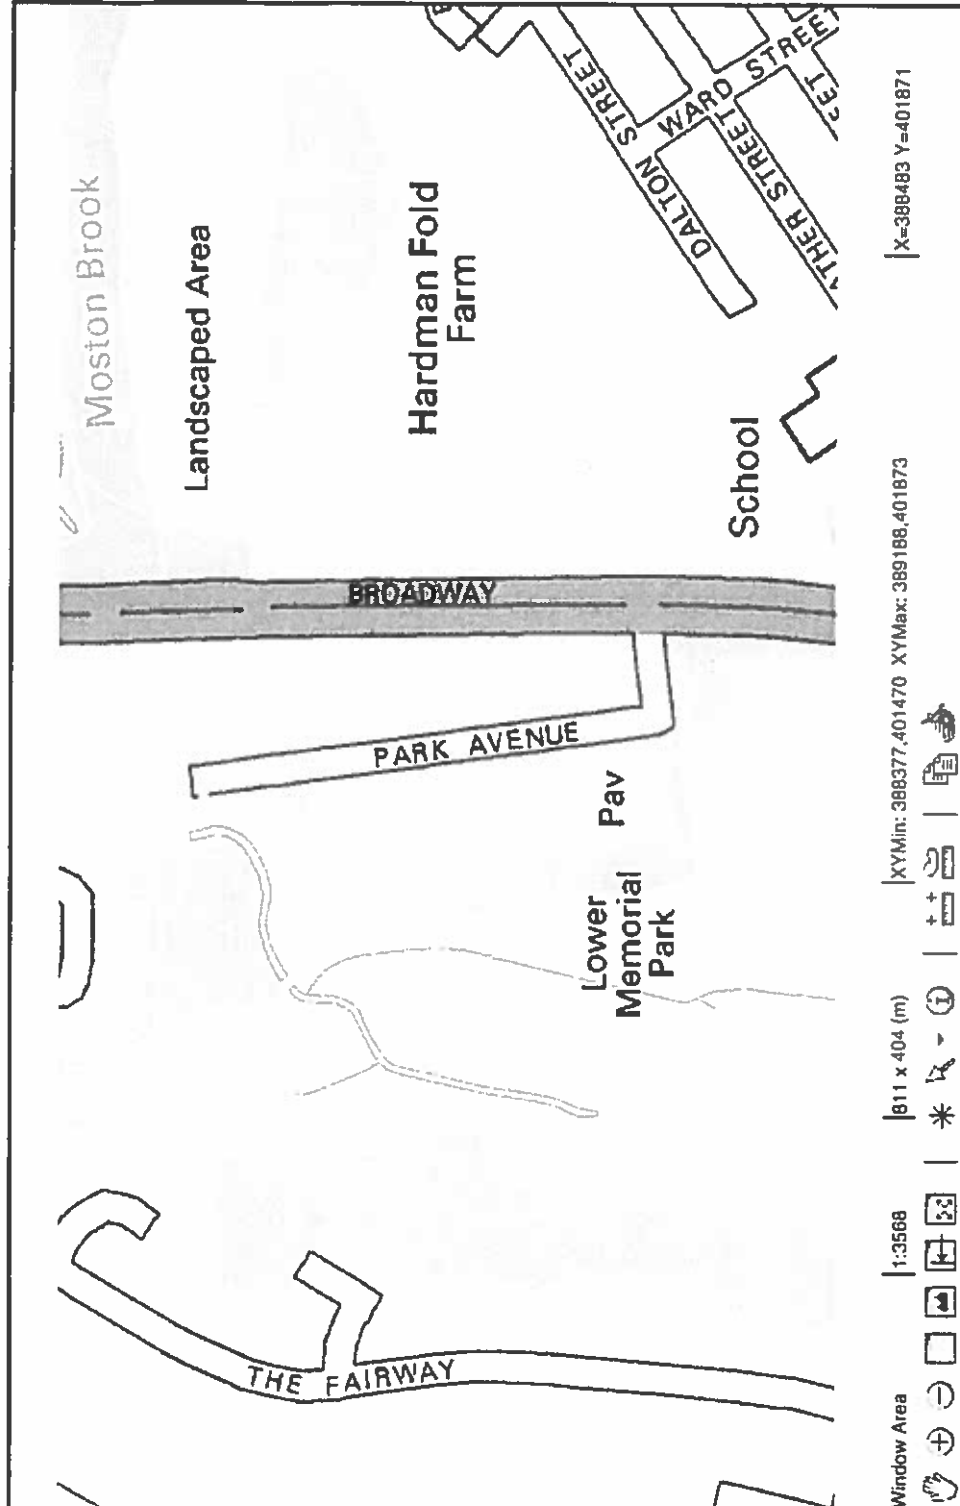 Moston Brook
Landscaped Area
Hardman Fold
Farm
School
BROADWAY
PARK AVENUE
Pav
Lower
Memorial
Park
THE FAIRWAY
DALTON STREET
WARD STREET
STREET
Window Area
1:3568
811 x 404 (m)
XYMin: 388377,401470 XYMax: 389188,401873
X=388483 Y=401871